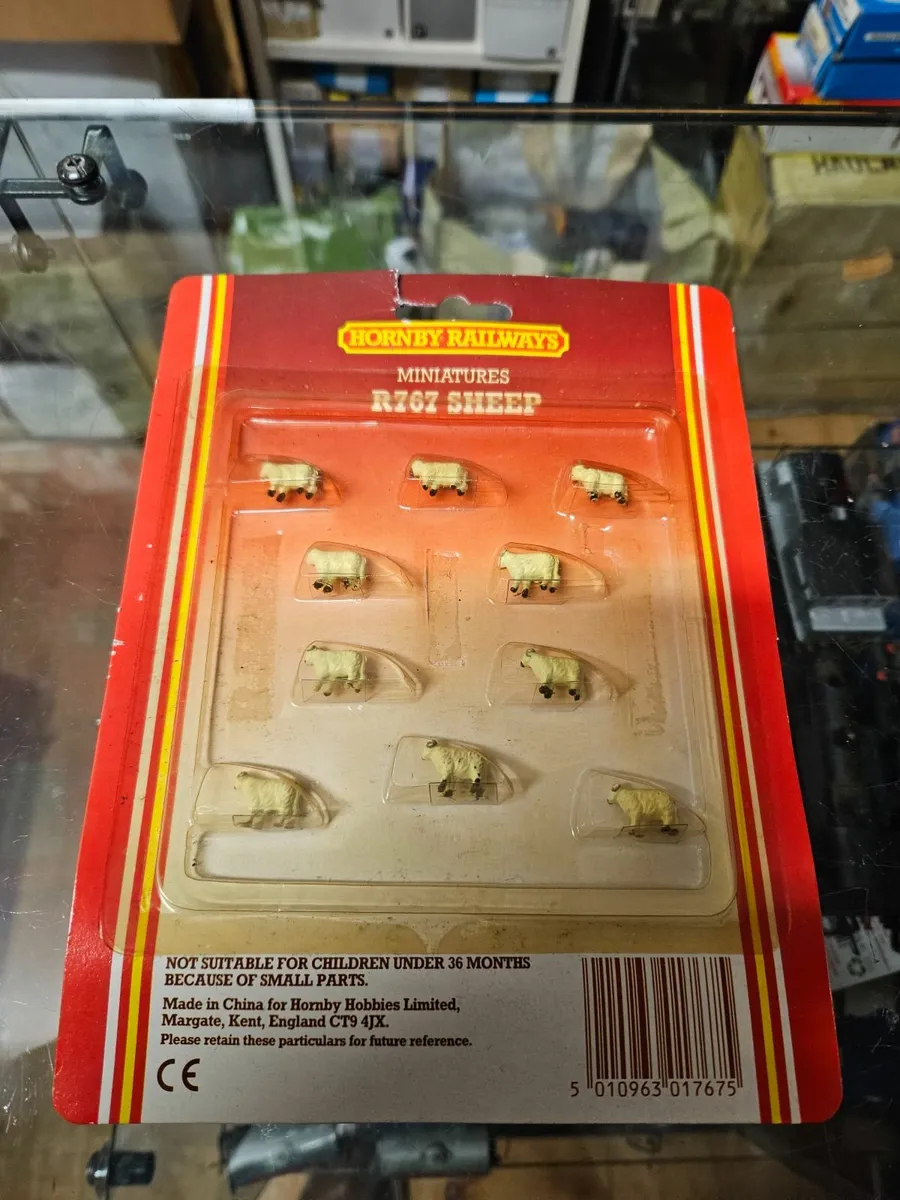 HAULE
HORNBY RAILWAYS
MINIATURES
R767 SHEEP
NOT SUITABLE FOR CHILDREN UNDER 36 MONTHS
BECAUSE OF SMALL PARTS.
Made in China for Hornby Hobbies Limited,
Margate, Kent, England CT9 4JX.
Please retain these particulars for future reference.
CE
5 010963 017675